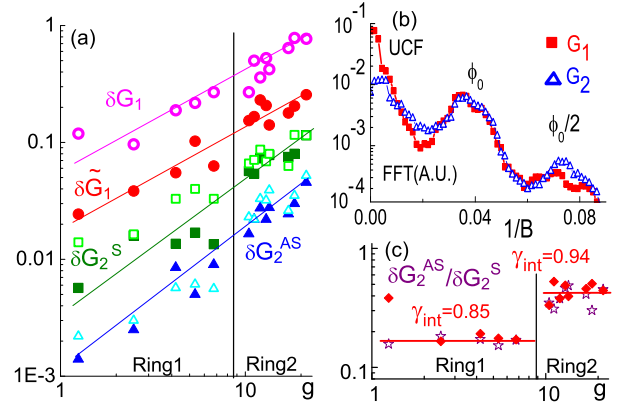 (a)
1
0.1
0.01
1E-3
δG₁
δG̃₁
δG₂ˢ
δG₂ᴬˢ
Ring1
Ring2
1
10
g
(b)
10⁻¹
10⁻²
10⁻³
10⁻⁴
UCF
ϕ₀
ϕ₀/2
G₁
G₂
FFT(A.U.)
0.00
0.04
0.08
1/B
(c)
γint=0.94
δG₂ᴬˢ/δG₂ˢ
γint=0.85
Ring1
Ring2
0.1
1
10
g